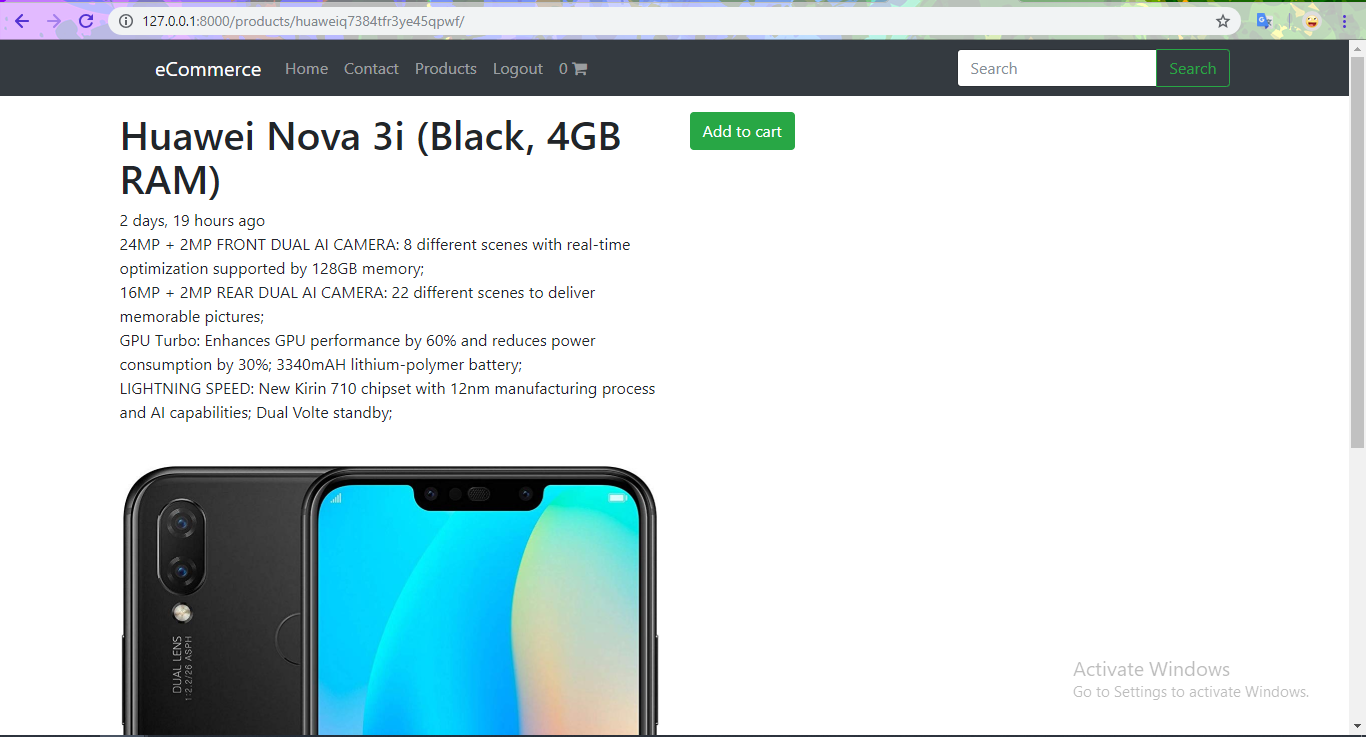 127.0.0.1:8000/products/huaweiq7384tfr3ye45qpwf/
eCommerce Home Contact Products Logout 0 Search Search
Huawei Nova 3i (Black, 4GB
RAM)
Add to cart
2 days, 19 hours ago
24MP + 2MP FRONT DUAL AI CAMERA: 8 different scenes with real-time
optimization supported by 128GB memory;
16MP + 2MP REAR DUAL AI CAMERA: 22 different scenes to deliver
memorable pictures;
GPU Turbo: Enhances GPU performance by 60% and reduces power
consumption by 30%; 3340mAH lithium-polymer battery;
LIGHTNING SPEED: New Kirin 710 chipset with 12nm manufacturing process
and AI capabilities; Dual Volte standby;
DUAL LENS
1:2.2/26 ASPH
Activate Windows
Go to Settings to activate Windows.